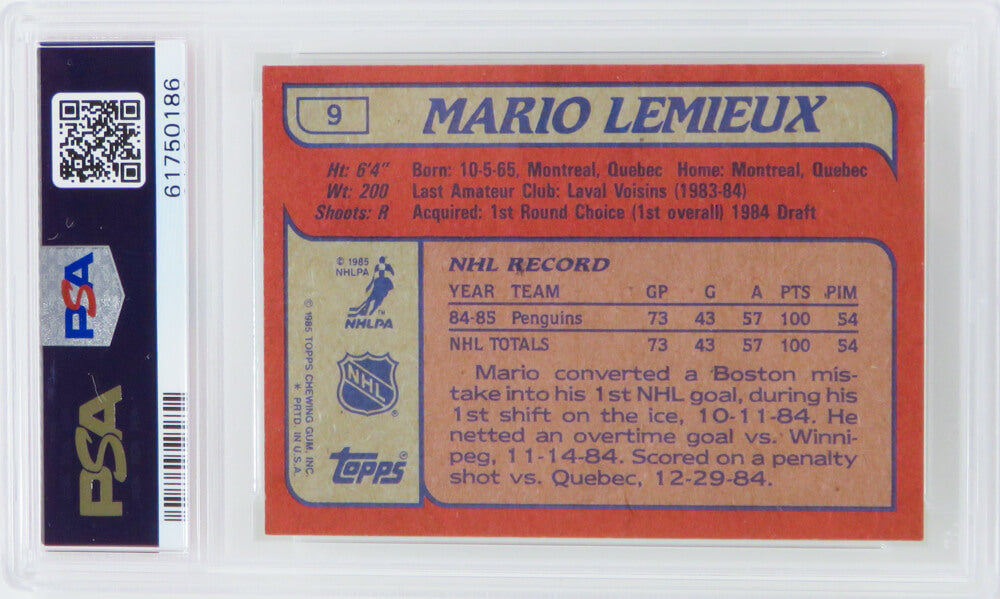 61750186
PSA
PSA
9
MARIO LEMIEUX
Ht: 6'4" Born: 10-5-65, Montreal, Quebec Home: Montreal, Quebec
Wt: 200 Last Amateur Club: Laval Voisins (1983-84)
Shoots: R Acquired: 1st Round Choice (1st overall) 1984 Draft
© 1985
NHLPA
TM
NHLPA
NHL
®
topps®
© 1985 TOPPS CHEWING GUM, INC.
* PRTD. IN U.S.A.
NHL RECORD
YEAR TEAM GP G A PTS PIM
84-85 Penguins 73 43 57 100 54
NHL TOTALS 73 43 57 100 54
Mario converted a Boston mis-
take into his 1st NHL goal, during his
1st shift on the ice, 10-11-84. He
netted an overtime goal vs. Winni-
peg, 11-14-84. Scored on a penalty
shot vs. Quebec, 12-29-84.